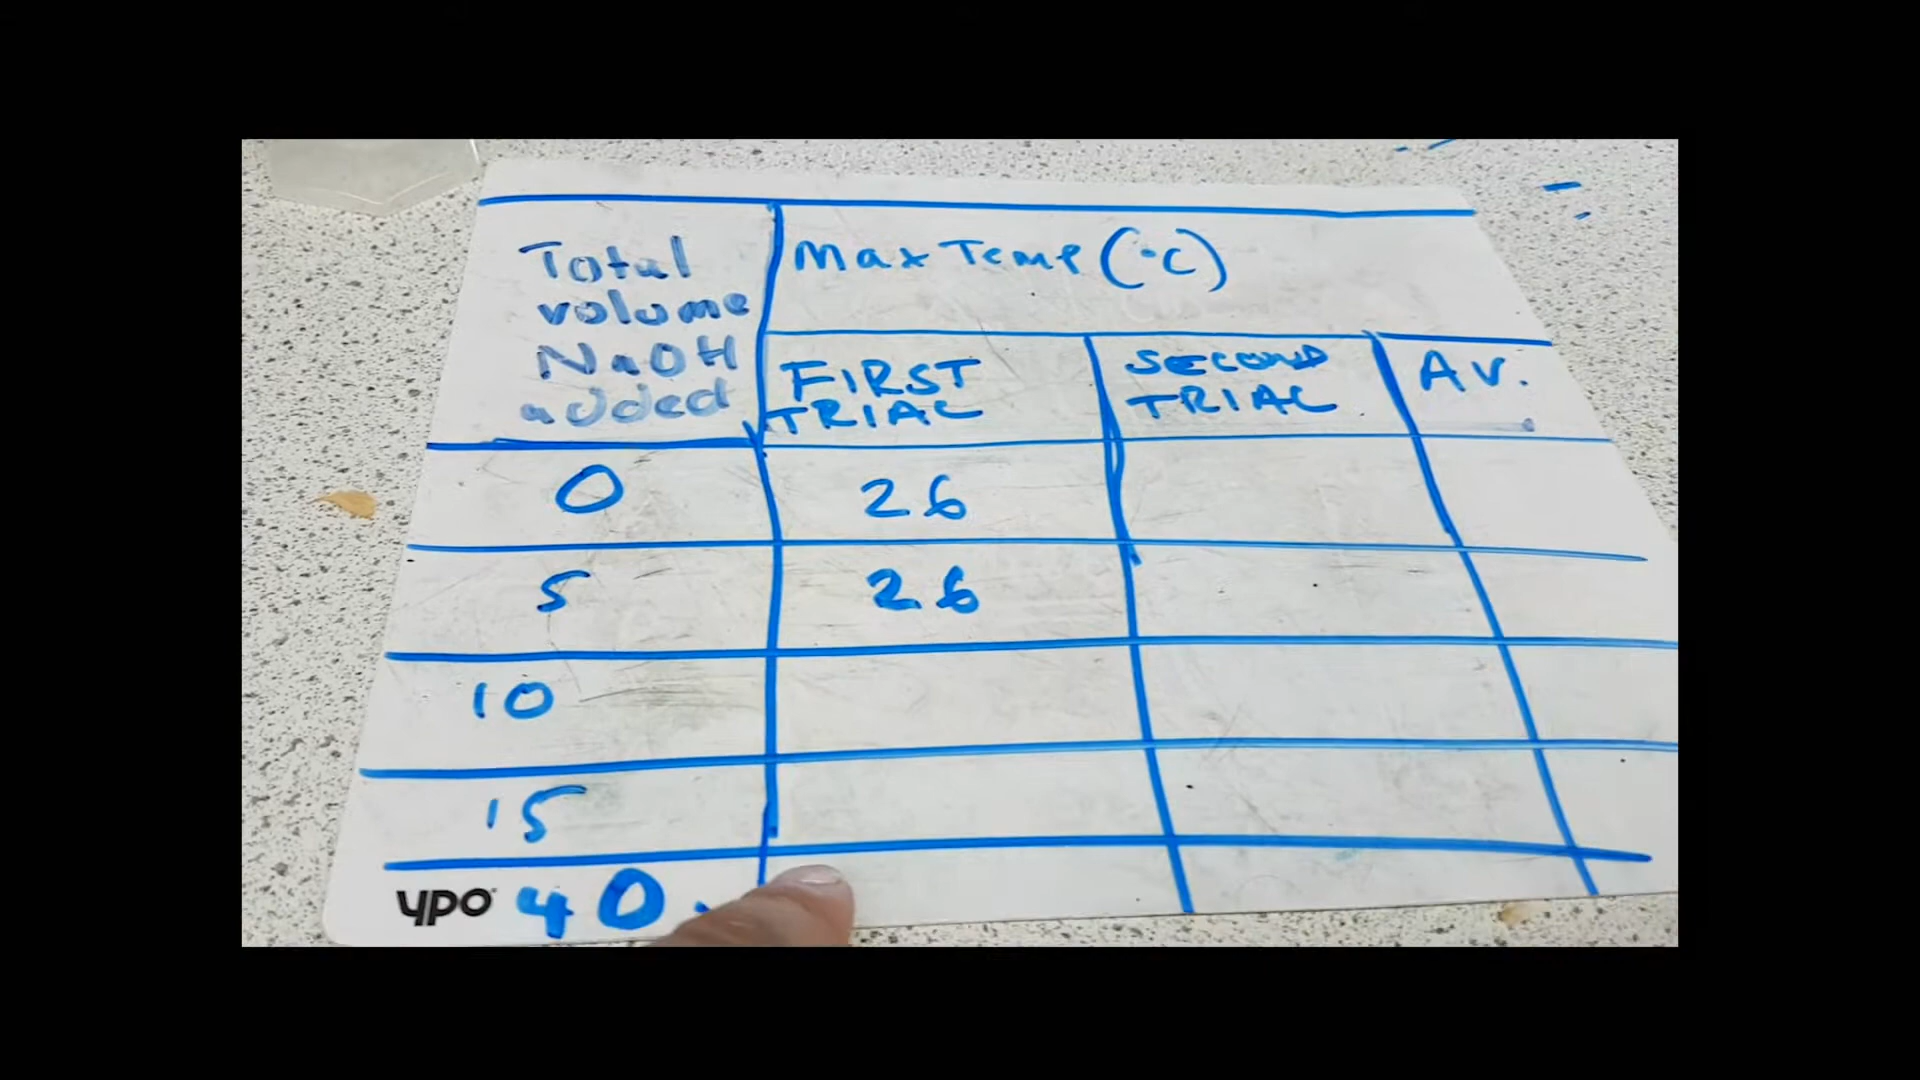 Total
volume
NaOH
added
Max Temp (°C)
FIRST
TRIAL
SECOND
TRIAL
Av.
0 26
5 26
10
15
YPO 40